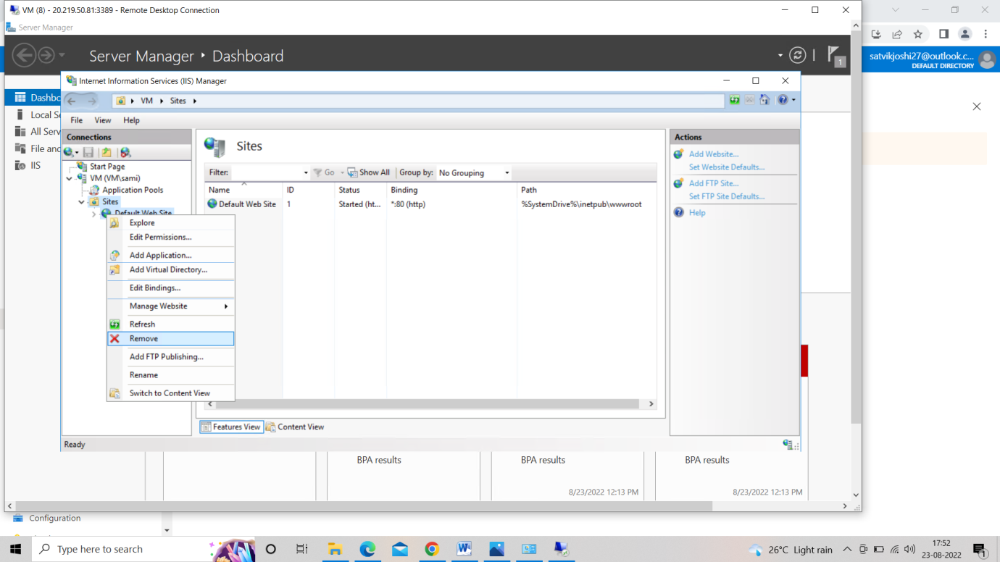 VM (8) - 20.219.50.81:3389 - Remote Desktop Connection
Server Manager
Server Manager • Dashboard
1
satvikjoshi27@outlook.c...
DEFAULT DIRECTORY
Internet Information Services (IIS) Manager
VM
Sites
File View Help
Dashbo
Local Se
All Serv
File and
IIS
Connections
Start Page
VM (VM\sami)
Application Pools
Sites
Default Web Site
Explore
Edit Permissions...
Add Application...
Add Virtual Directory...
Edit Bindings...
Manage Website
Refresh
Remove
Add FTP Publishing...
Rename
Switch to Content View
Sites
Filter: Go Show All Group by: No Grouping
Name ID Status Binding Path
Default Web Site 1 Started (ht... *:80 (http) %SystemDrive%\inetpub\wwwroot
Features View Content View
Actions
Add Website...
Set Website Defaults...
Add FTP Site...
Set FTP Site Defaults...
Help
Ready
BPA results BPA results BPA results
8/23/2022 12:13 PM 8/23/2022 12:13 PM
Configuration
Type here to search
26°C Light rain
17:52
23-08-2022
1